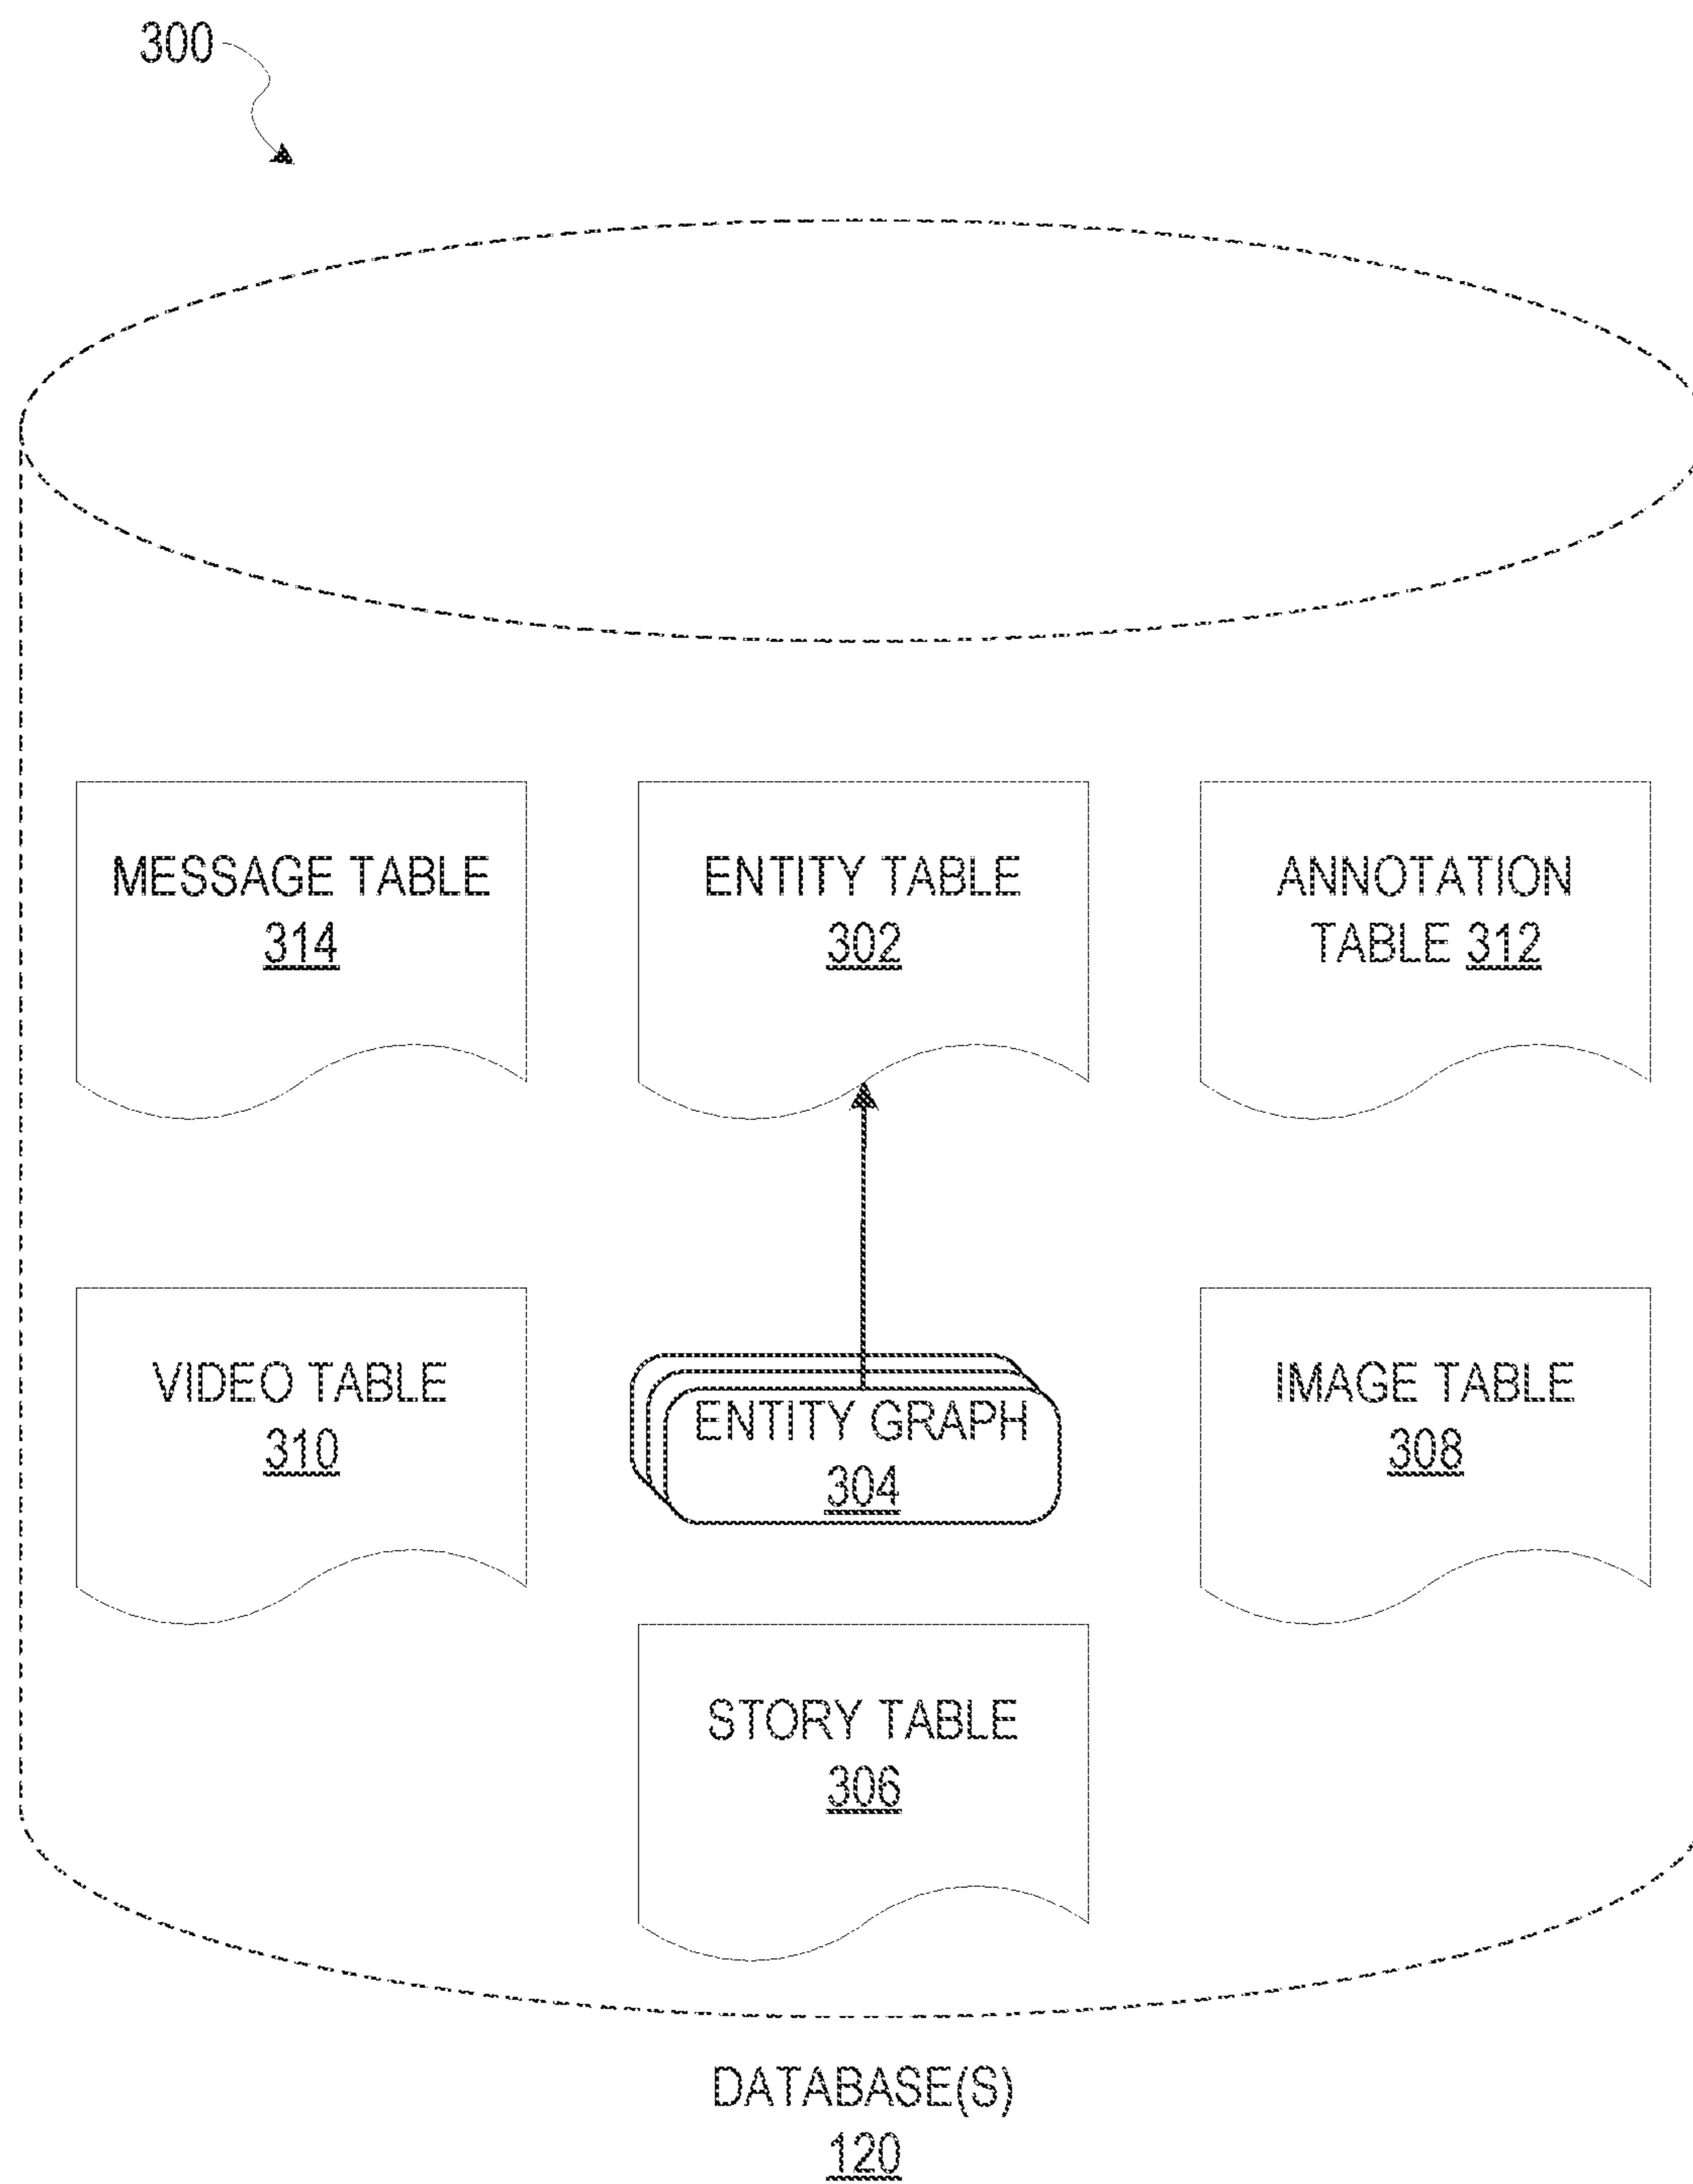 300
MESSAGE TABLE
314
ENTITY TABLE
302
ANNOTATION
TABLE 312
VIDEO TABLE
310
ENTITY GRAPH
304
IMAGE TABLE
308
STORY TABLE
306
DATABASE(S)
120